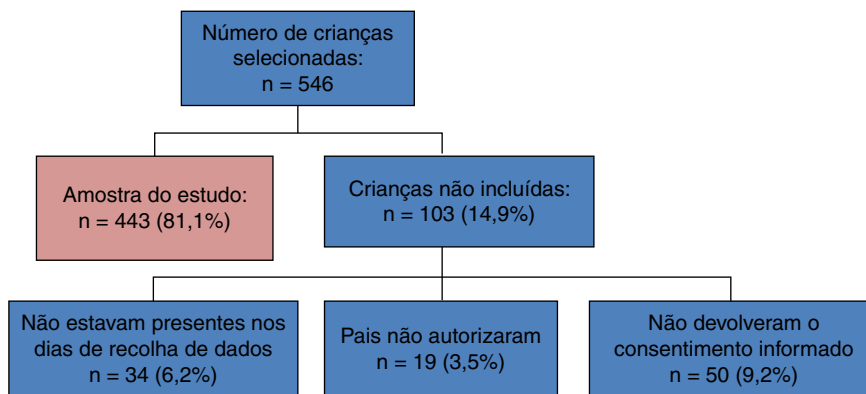 Número de crianças
selecionadas:
n = 546
Amostra do estudo:
n = 443 (81,1%)
Crianças não incluídas:
n = 103 (14,9%)
Não estavam presentes nos
dias de recolha de dados
n = 34 (6,2%)
Pais não autorizaram
n = 19 (3,5%)
Não devolveram o
consentimento informado
n = 50 (9,2%)